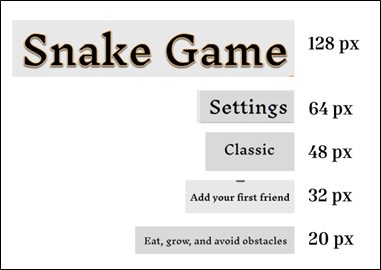 Snake Game 128 px
Settings 64 px
Classic 48 px
Add your first friend 32 px
Eat, grow, and avoid obstacles 20 px